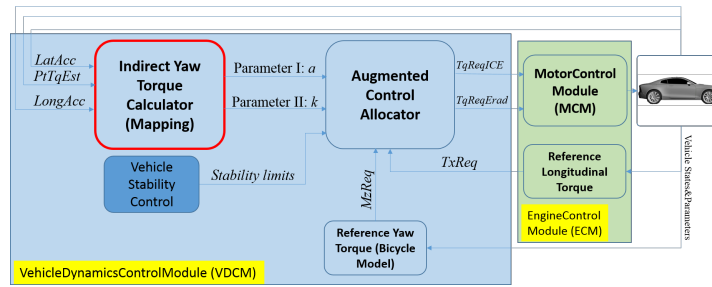 LatAcc
PtTqEst
LongAcc
Indirect Yaw
Torque
Calculator
(Mapping)
Parameter I: a
Parameter II: k
Augmented
Control
Allocator
TqReqICE
TqReqErad
MotorControl
Module
(MCM)
Vehicle
Stability
Control
Stability limits
MzReq
TxReq
Reference
Longitudinal
Torque
Vehicle States&Parameters
Reference Yaw
Torque (Bicycle
Model)
EngineControl
Module (ECM)
VehicleDynamicsControlModule (VDCM)